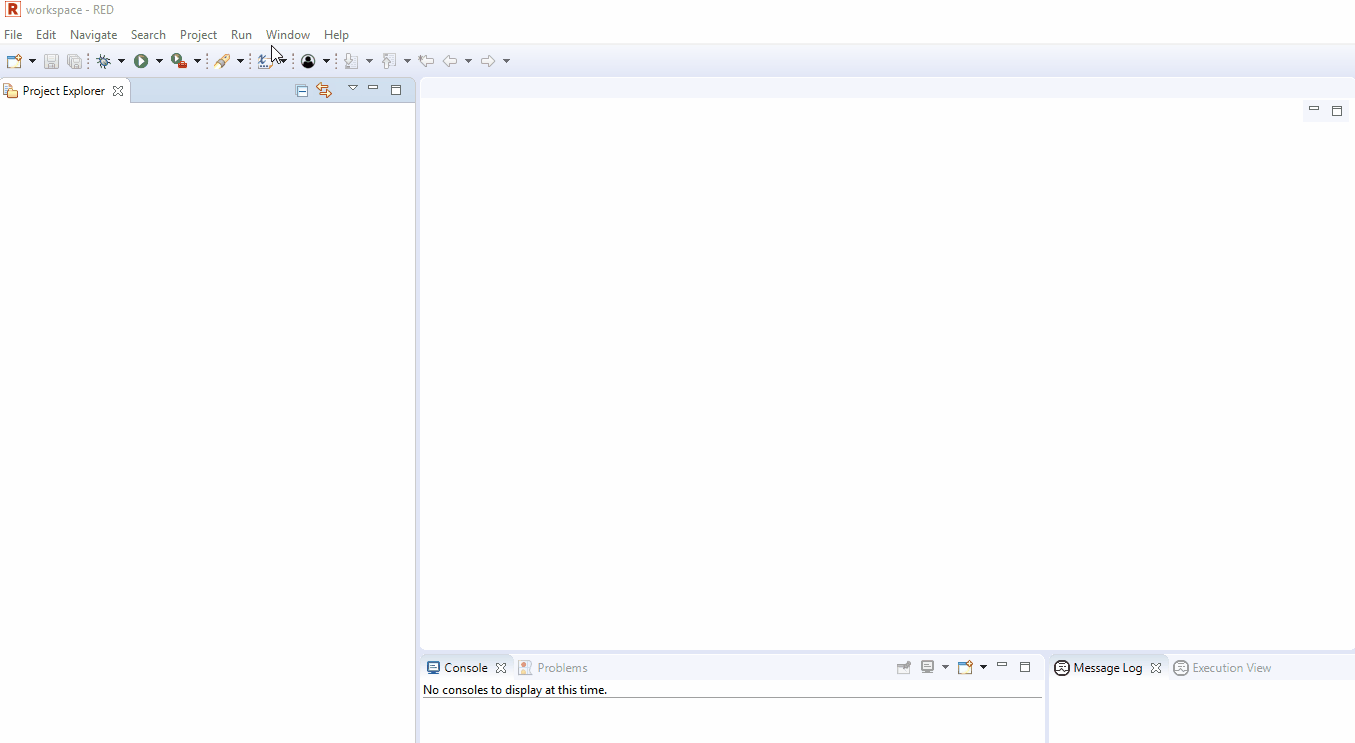 R workspace - RED
File Edit Navigate Search Project Run Window Help
Project Explorer
Console Problems
Message Log Execution View
No consoles to display at this time.